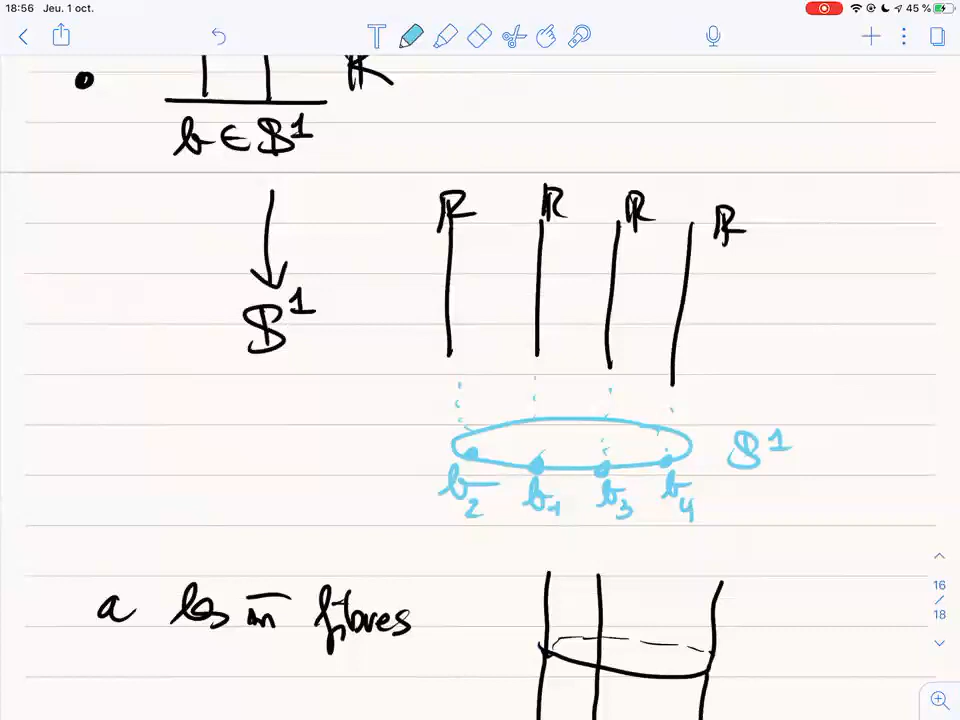 18:56 Jeu. 1 oct. 45 %
ℝ
b ∈ 𝕊¹
ℝ ℝ ℝ ℝ
𝕊¹
𝕊¹
b₂ b₁ b₃ b₄
a les m̄ fibres
16
/
18